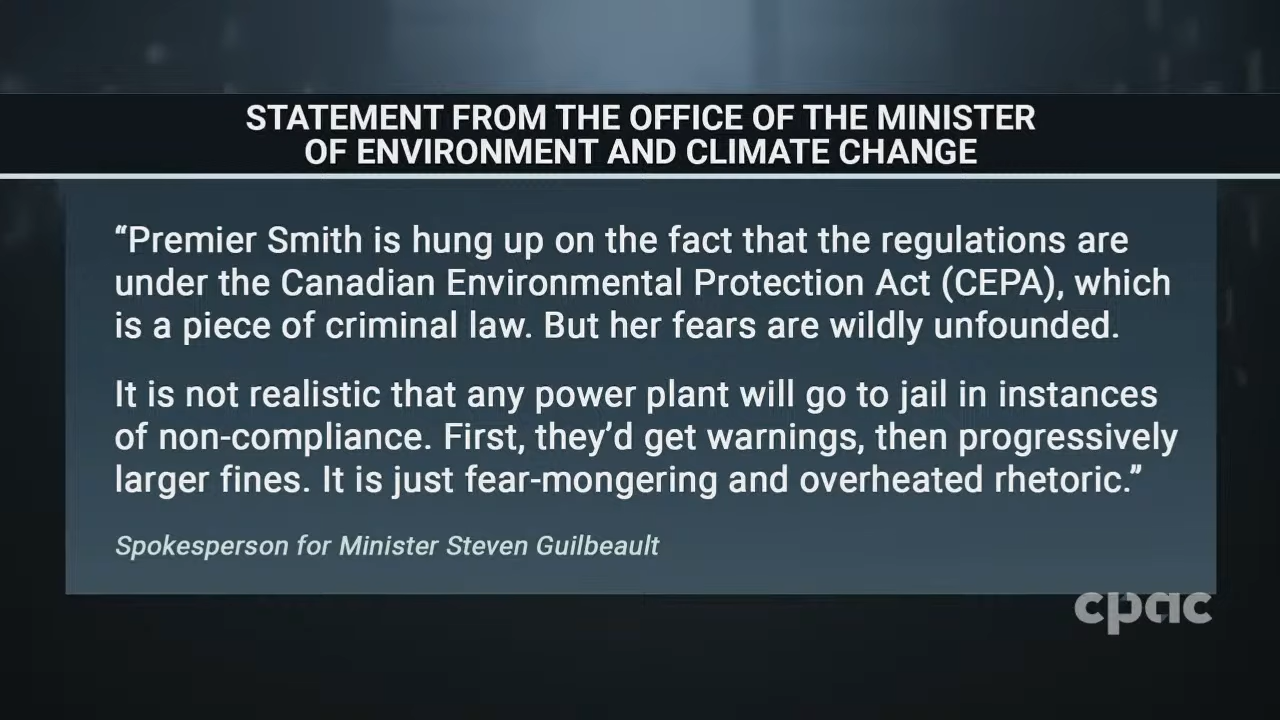 STATEMENT FROM THE OFFICE OF THE MINISTER
OF ENVIRONMENT AND CLIMATE CHANGE
“Premier Smith is hung up on the fact that the regulations are
under the Canadian Environmental Protection Act (CEPA), which
is a piece of criminal law. But her fears are wildly unfounded.
It is not realistic that any power plant will go to jail in instances
of non-compliance. First, they’d get warnings, then progressively
larger fines. It is just fear-mongering and overheated rhetoric.”
Spokesperson for Minister Steven Guilbeault
cpac